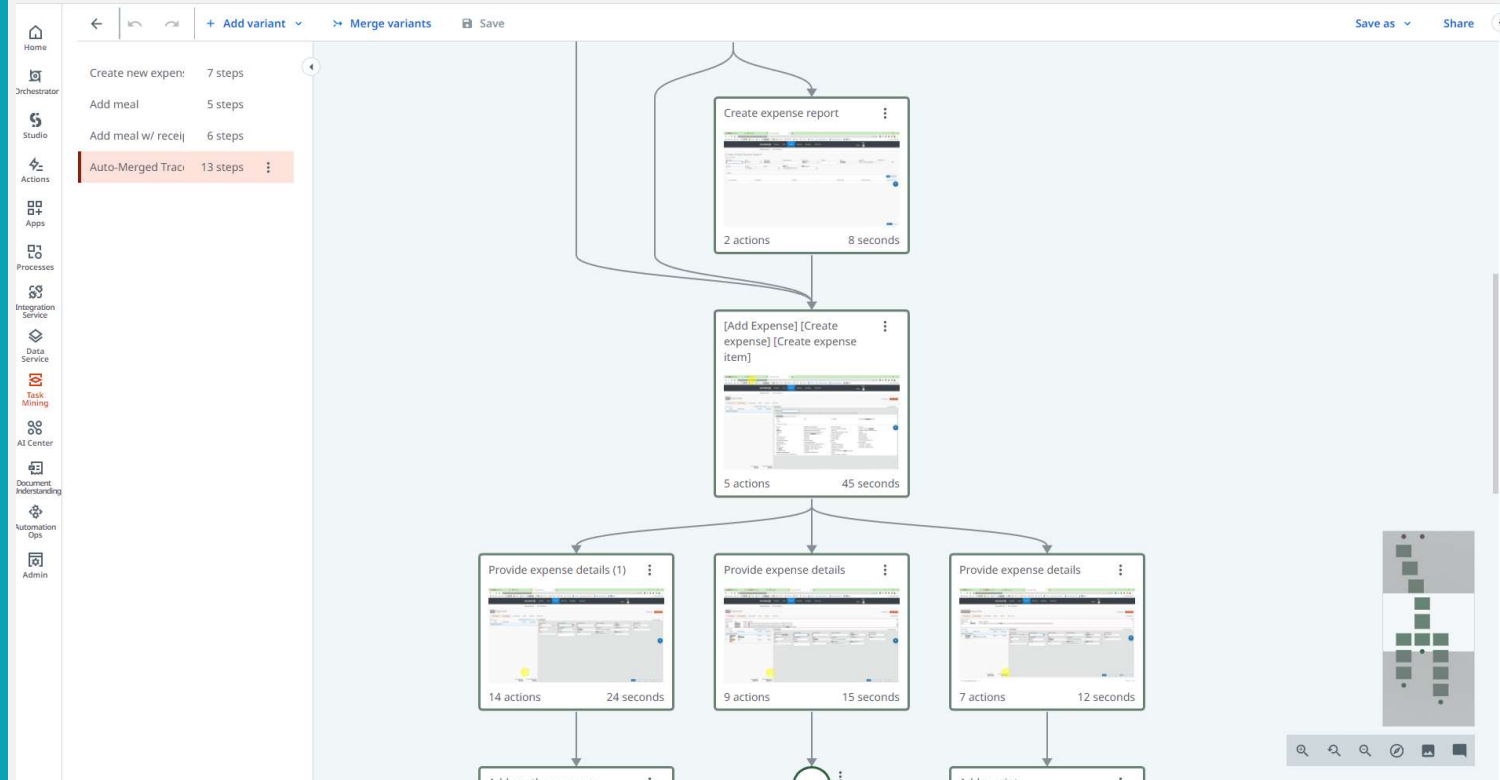 Home
Orchestrator
Studio
Actions
Apps
Processes
Integration
Service
Data
Service
Task
Mining
AI Center
Document
Understanding
Automation
Ops
Admin
Add variant
Merge variants
Save
Save as
Share
Create new expens 7 steps
Add meal 5 steps
Add meal w/ receip 6 steps
Auto-Merged Trac 13 steps
Create expense report
2 actions 8 seconds
[Add Expense] [Create
expense] [Create expense
item]
5 actions 45 seconds
Provide expense details (1)
14 actions 24 seconds
Provide expense details
9 actions 15 seconds
Provide expense details
7 actions 12 seconds